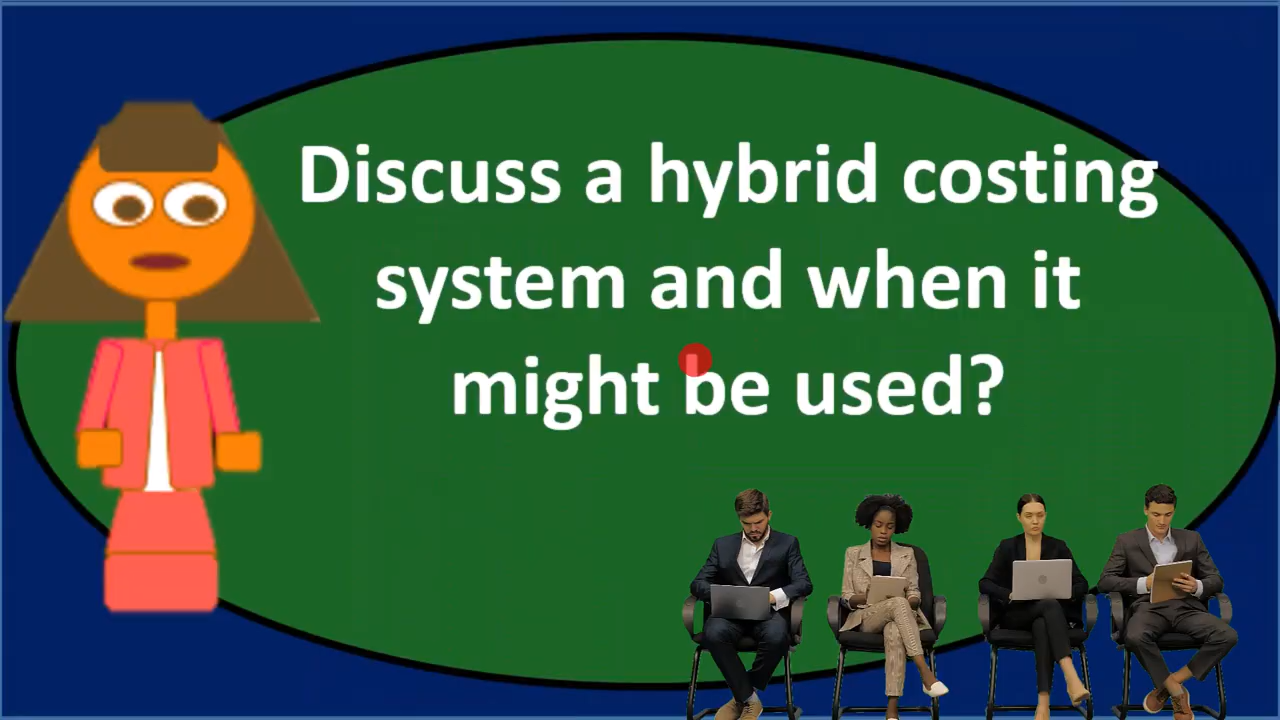 Discuss a hybrid costing
system and when it
might be used?